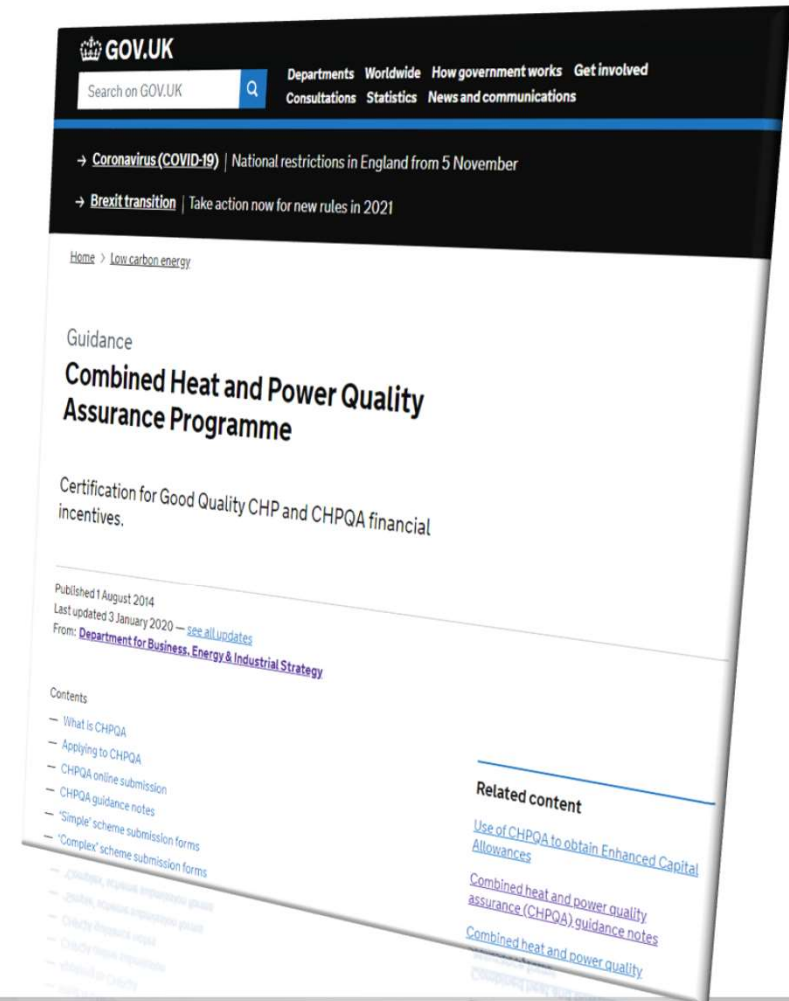 GOV.UK
Search on GOV.UK
Departments Worldwide How government works Get involved
Consultations Statistics News and communications
→ Coronavirus (COVID-19) | National restrictions in England from 5 November
→ Brexit transition | Take action now for new rules in 2021
Home > Low carbon energy
Guidance
Combined Heat and Power Quality
Assurance Programme
Certification for Good Quality CHP and CHPQA financial
incentives.
Published 1 August 2014
Last updated 3 January 2020 — see all updates
From: Department for Business, Energy & Industrial Strategy
Contents
— What is CHPQA
— Applying to CHPQA
— CHPQA online submission
— CHPQA guidance notes
— ‘Simple’ scheme submission forms
— ‘Complex’ scheme submission forms
Related content
Use of CHPQA to obtain Enhanced Capital
Allowances
Combined heat and power quality
assurance (CHPQA) guidance notes
Combined heat and power quality